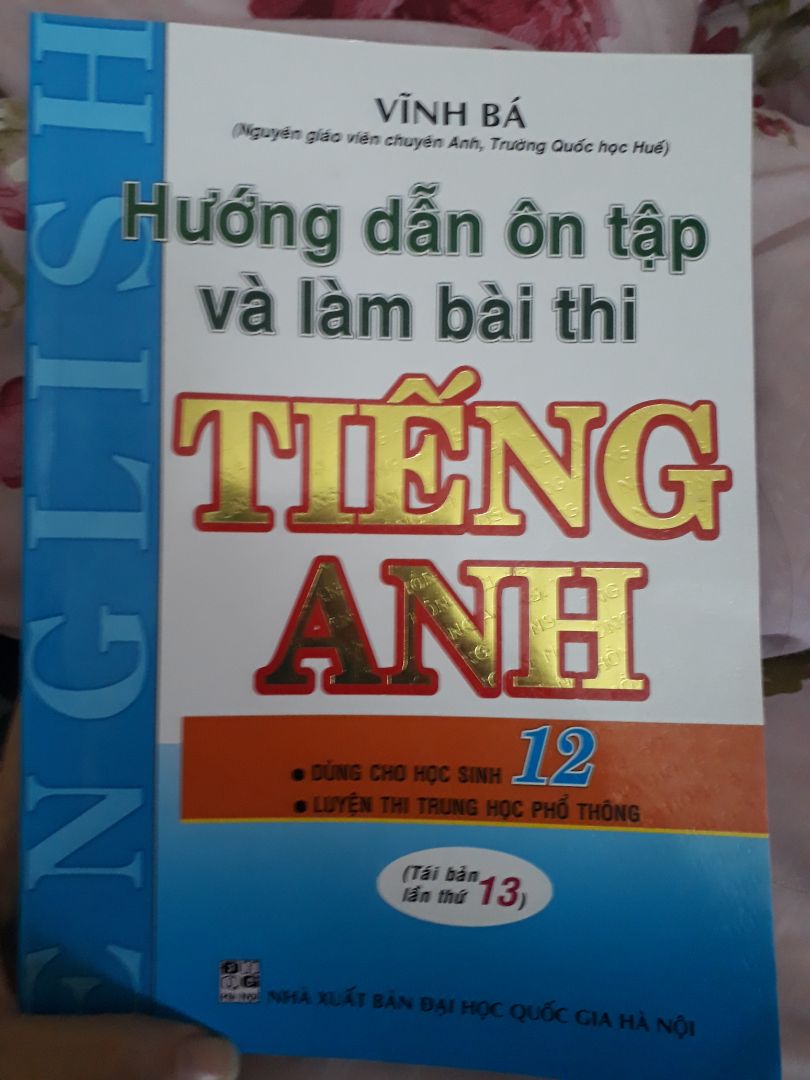 ENGLISH
VĨNH BÁ
(Nguyên giáo viên chuyên Anh, Trường Quốc học Huế)
Hướng dẫn ôn tập
và làm bài thi
TIẾNG
ANH
• DÙNG CHO HỌC SINH 12
• LUYỆN THI TRUNG HỌC PHỔ THÔNG
(Tái bản
lần thứ 13)
NHÀ XUẤT BẢN ĐẠI HỌC QUỐC GIA HÀ NỘI